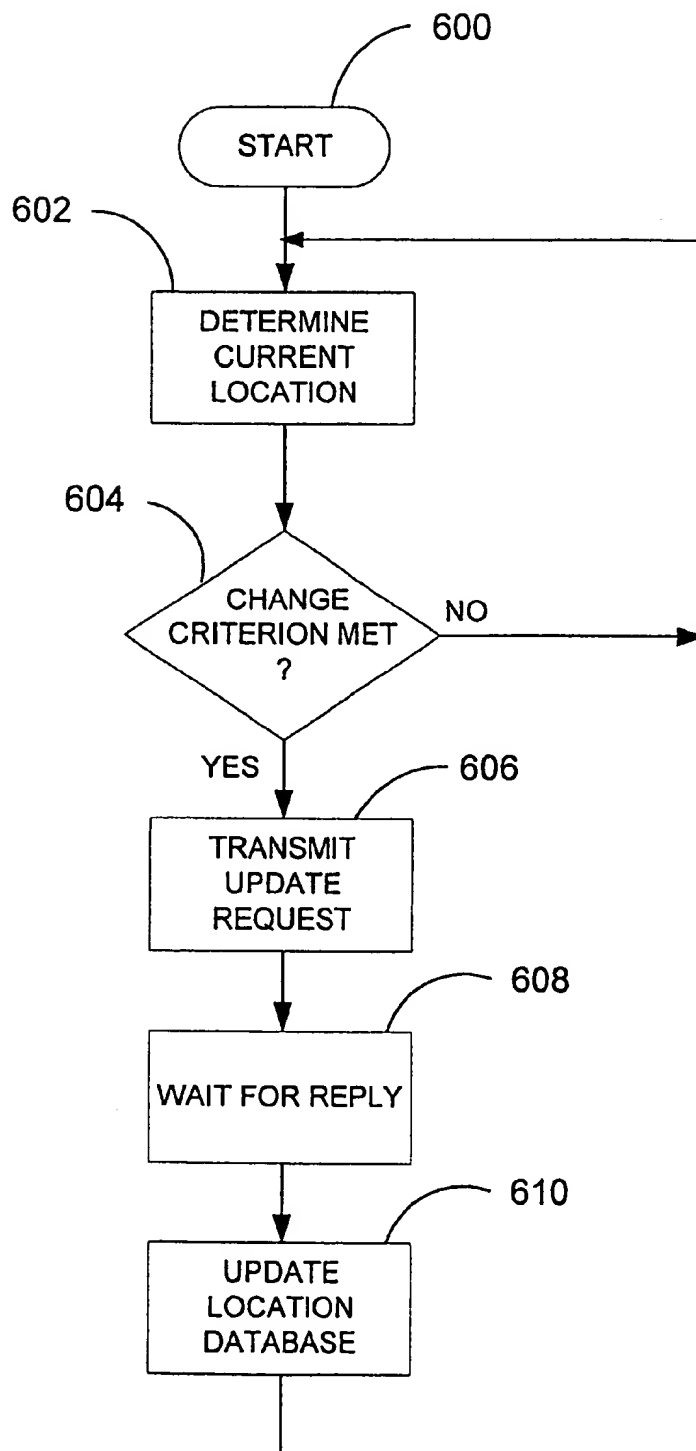 600
START
602
DETERMINE
CURRENT
LOCATION
604
CHANGE
CRITERION MET
?
NO
YES
606
TRANSMIT
UPDATE
REQUEST
608
WAIT FOR REPLY
610
UPDATE
LOCATION
DATABASE